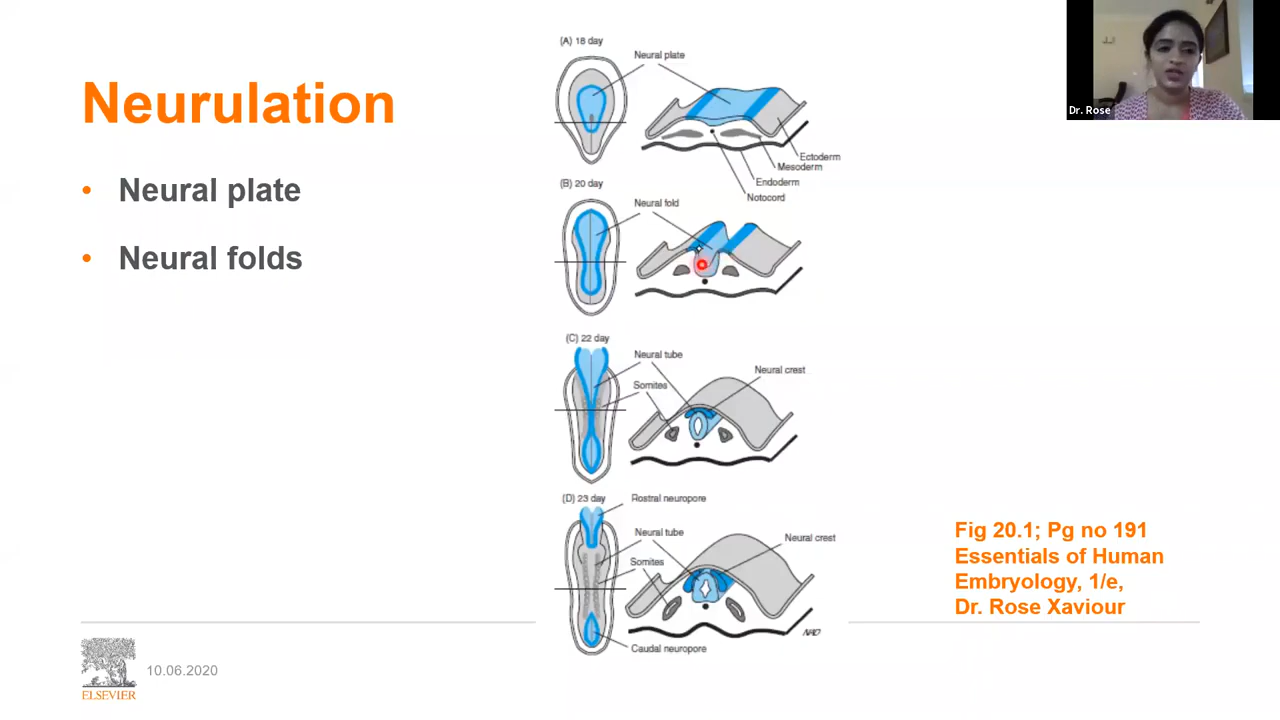 Neurulation
• Neural plate
• Neural folds
(A) 18 day
Neural plate
Ectoderm
Mesoderm
Endoderm
Notocord
(B) 20 day
Neural fold
(C) 22 day
Neural tube
Neural crest
Somites
(D) 23 day
Rostral neuropore
Neural tube
Neural crest
Somites
Caudal neuropore
NAD
Dr. Rose
Fig 20.1; Pg no 191
Essentials of Human
Embryology, 1/e,
Dr. Rose Xaviour
ELSEVIER
10.06.2020